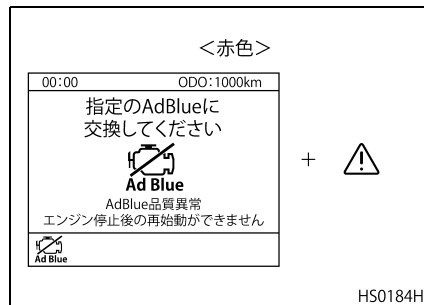 ＜赤色＞
00:00 ODO:1000km
指定のAdBlueに
交換してください
Ad Blue
AdBlue品質異常
エンジン停止後の再始動ができません
Ad Blue
+
HS0184H